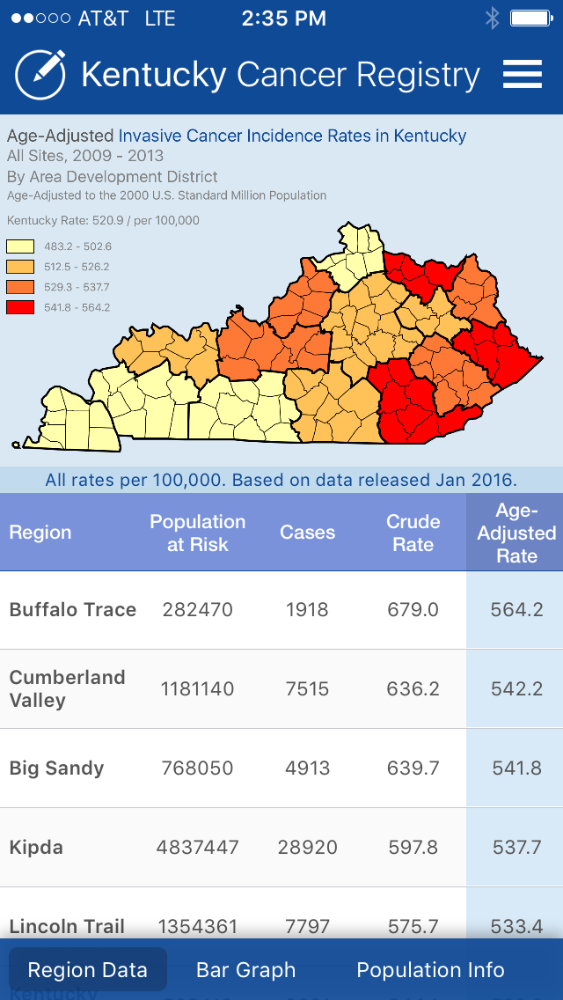 AT&T LTE 2:35 PM
Kentucky Cancer Registry
Age-Adjusted Invasive Cancer Incidence Rates in Kentucky
All Sites, 2009 - 2013
By Area Development District
Age-Adjusted to the 2000 U.S. Standard Million Population
Kentucky Rate: 520.9 / per 100,000
483.2 - 502.6
512.5 - 526.2
529.3 - 537.7
541.8 - 564.2
All rates per 100,000. Based on data released Jan 2016.
Region Population at Risk Cases Crude Rate Age-Adjusted Rate
Buffalo Trace 282470 1918 679.0 564.2
Cumberland Valley 1181140 7515 636.2 542.2
Big Sandy 768050 4913 639.7 541.8
Kipda 4837447 28920 597.8 537.7
Lincoln Trail 1354361 7797 575.7 533.4
Region Data Bar Graph Population Info
Kentucky